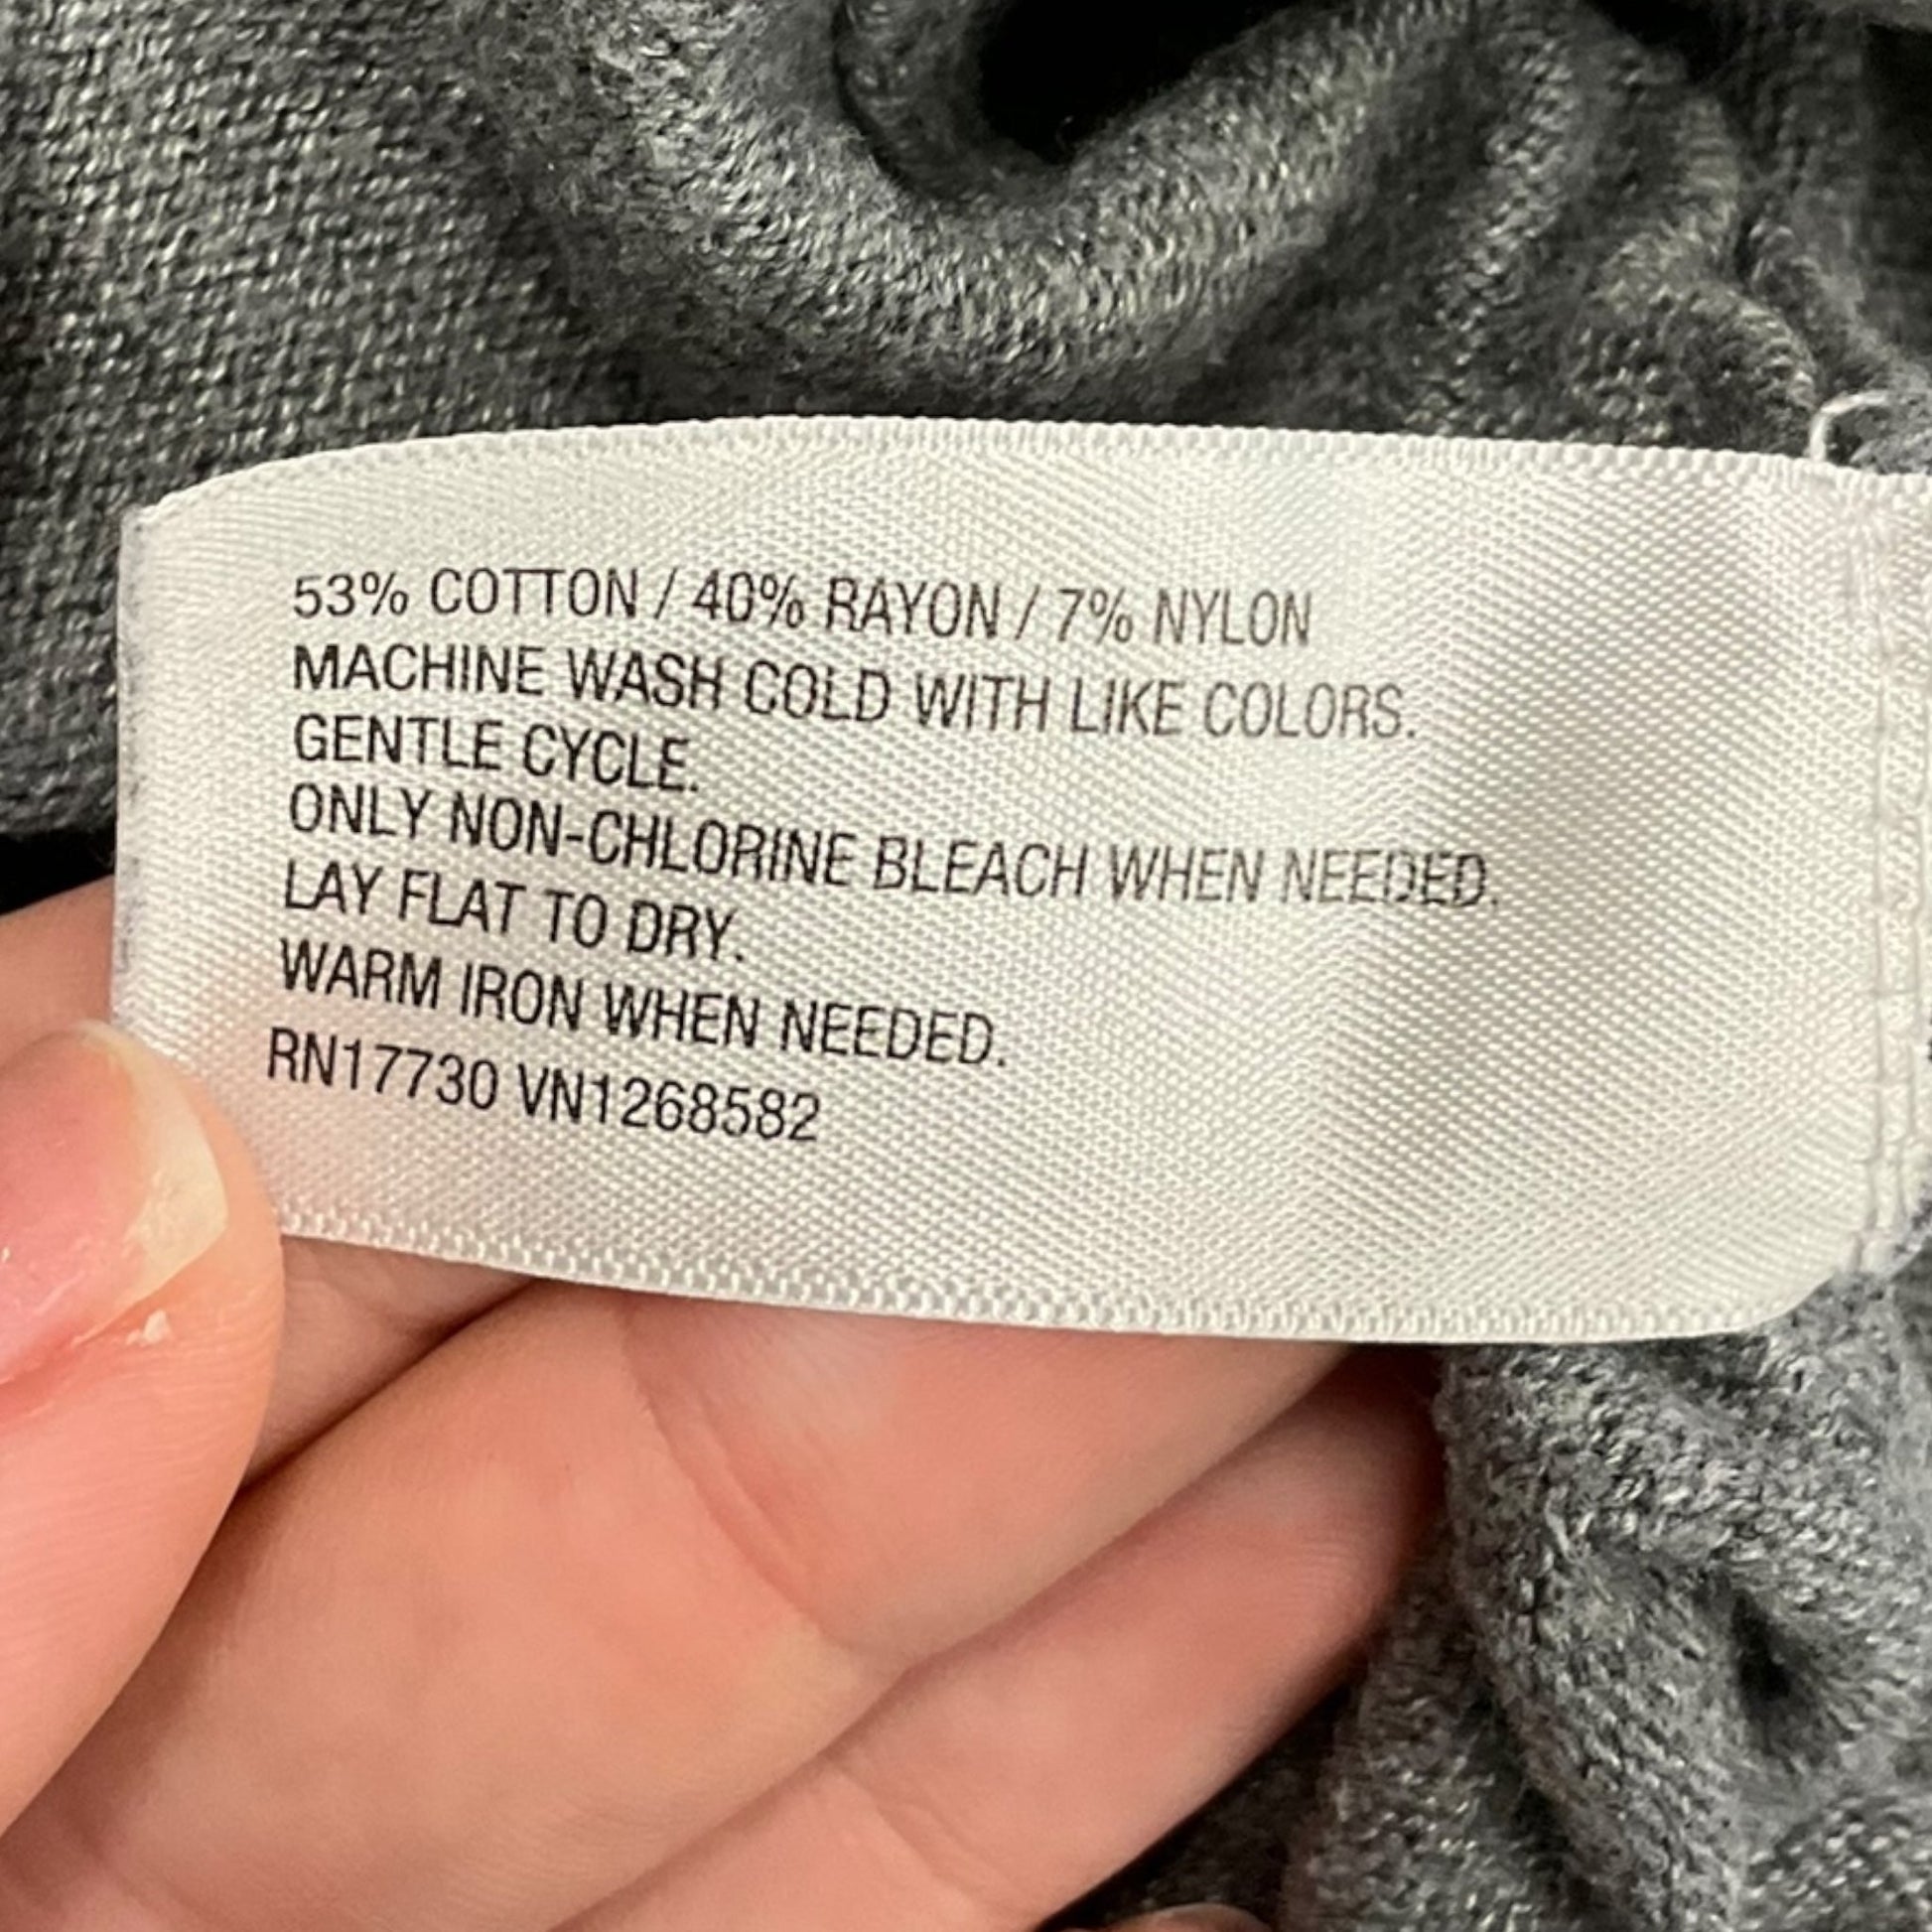 53% COTTON / 40% RAYON / 7% NYLON
MACHINE WASH COLD WITH LIKE COLORS.
GENTLE CYCLE.
ONLY NON-CHLORINE BLEACH WHEN NEEDED.
LAY FLAT TO DRY.
WARM IRON WHEN NEEDED.
RN17730 VN1268582